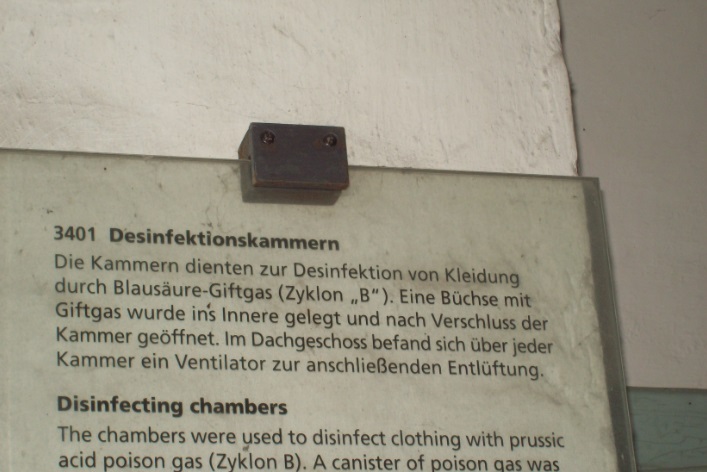 3401 Desinfektionskammern
Die Kammern dienten zur Desinfektion von Kleidung
durch Blausäure-Giftgas (Zyklon „B“). Eine Büchse mit
Giftgas wurde ins Innere gelegt und nach Verschluss der
Kammer geöffnet. Im Dachgeschoss befand sich über jeder
Kammer ein Ventilator zur anschließenden Entlüftung.
Disinfecting chambers
The chambers were used to disinfect clothing with prussic
acid poison gas (Zyklon B). A canister of poison gas was